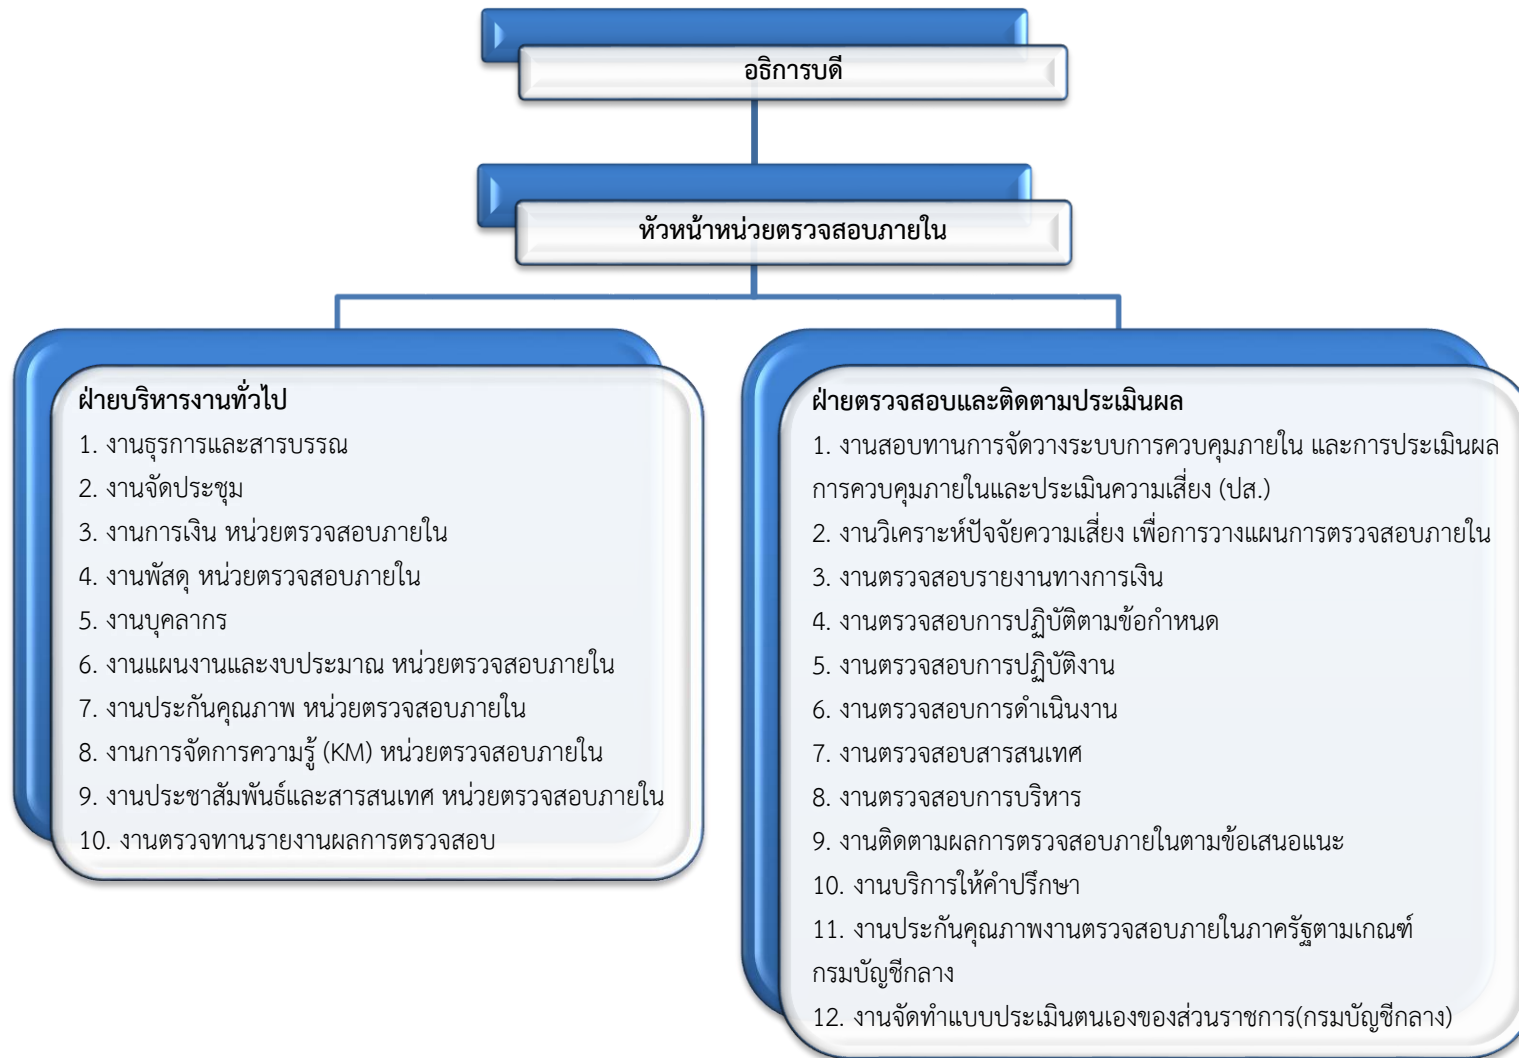 อธิการบดี
หัวหน้าหน่วยตรวจสอบภายใน
ฝ่ายบริหารงานทั่วไป
1. งานธุรการและสารบรรณ
2. งานจัดประชุม
3. งานการเงิน หน่วยตรวจสอบภายใน
4. งานพัสดุ หน่วยตรวจสอบภายใน
5. งานบุคลากร
6. งานแผนงานและงบประมาณ หน่วยตรวจสอบภายใน
7. งานประกันคุณภาพ หน่วยตรวจสอบภายใน
8. งานการจัดการความรู้ (KM) หน่วยตรวจสอบภายใน
9. งานประชาสัมพันธ์และสารสนเทศ หน่วยตรวจสอบภายใน
10. งานตรวจทานรายงานผลการตรวจสอบ
ฝ่ายตรวจสอบและติดตามประเมินผล
1. งานสอบทานการจัดวางระบบการควบคุมภายใน และการประเมินผล
การควบคุมภายในและประเมินความเสี่ยง (ปส.)
2. งานวิเคราะห์ปัจจัยความเสี่ยง เพื่อการวางแผนการตรวจสอบภายใน
3. งานตรวจสอบรายงานทางการเงิน
4. งานตรวจสอบการปฏิบัติตามข้อกำหนด
5. งานตรวจสอบการปฏิบัติงาน
6. งานตรวจสอบการดำเนินงาน
7. งานตรวจสอบสารสนเทศ
8. งานตรวจสอบการบริหาร
9. งานติดตามผลการตรวจสอบภายในตามข้อเสนอแนะ
10. งานบริการให้คำปรึกษา
11. งานประกันคุณภาพงานตรวจสอบภายในภาครัฐตามเกณฑ์
กรมบัญชีกลาง
12. งานจัดทำแบบประเมินตนเองของส่วนราชการ(กรมบัญชีกลาง)